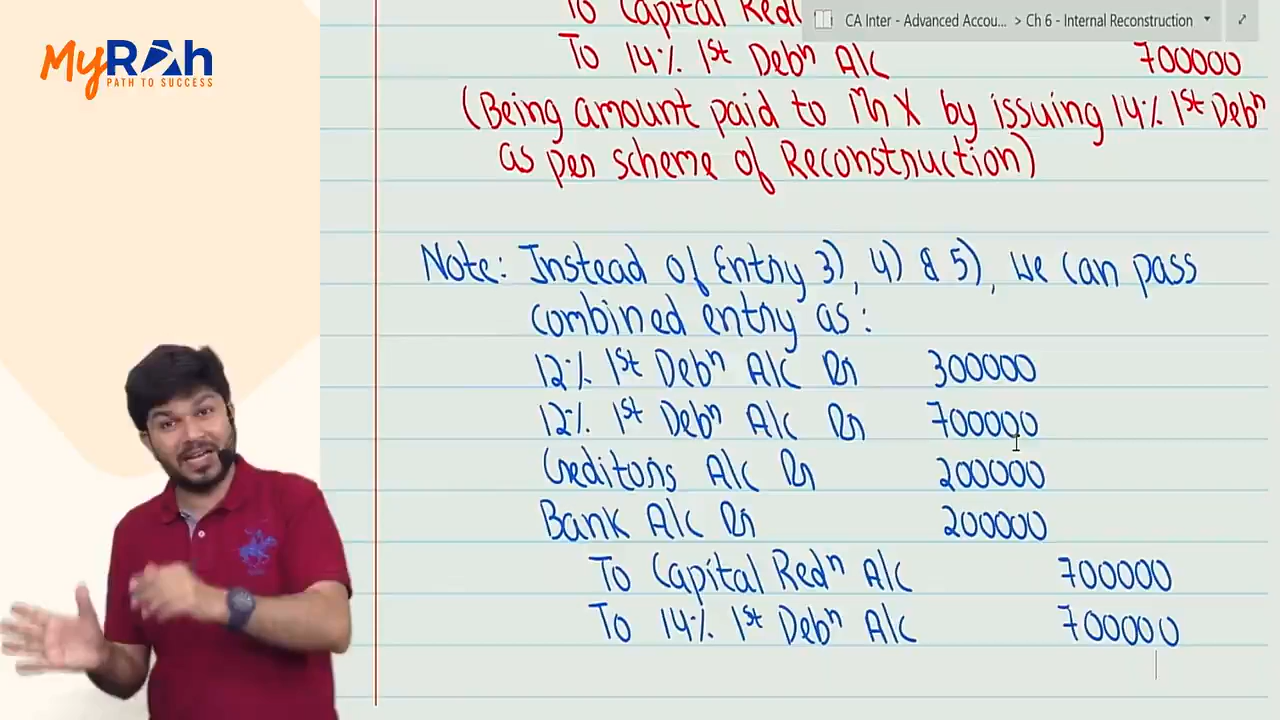 MyRAh
PATH TO SUCCESS
CA Inter - Advanced Accou... > Ch 6 - Internal Reconstruction
To Capital Red
To 14% 1st Debn A/c 700000
(Being amount paid to Mr X by issuing 14% 1st Debn
as per scheme of Reconstruction)
Note: Instead of Entry 3), 4) & 5), we can pass
combined entry as:
12% 1st Debn A/c Dr 300000
12% 1st Debn A/c Dr 700000
Creditors A/c Dr 200000
Bank A/c Dr 200000
To Capital Redn A/c 700000
To 14% 1st Debn A/c 700000